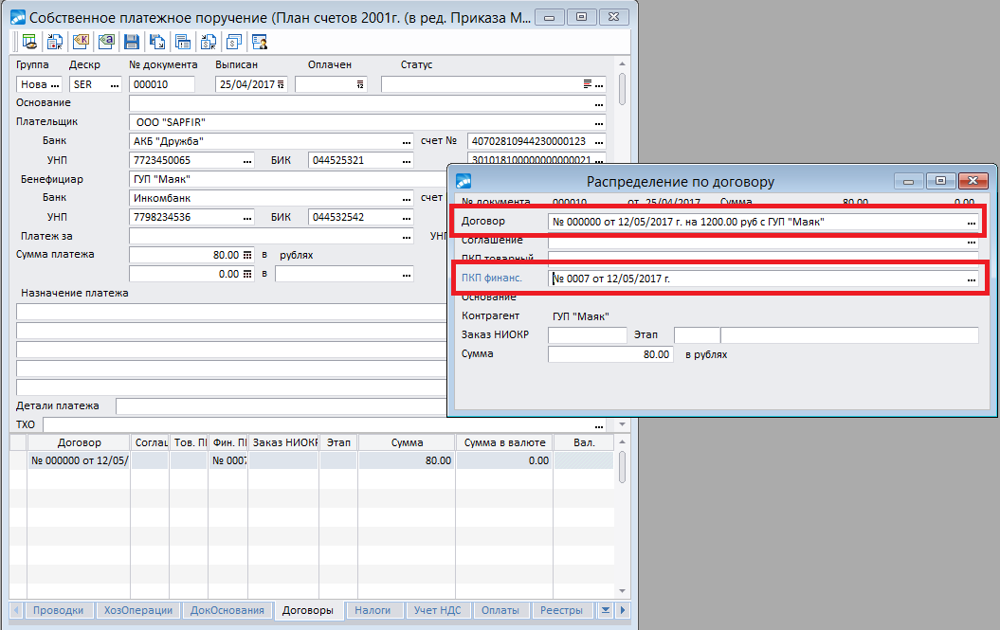 Собственное платежное поручение (План счетов 2001г. (в ред. Приказа М...
Группа Дескр № документа Выписан Оплачен Статус
Нова ... SER ... 000010 25/04/2017
Основание ...
Плательщик ООО "SAPFIR" ...
Банк АКБ "Дружба" ... счет № 40702810944230000123 ...
УНП 7723450065 ... БИК 044525321 ... 30101810000000000021 ...
Бенефициар ГУП "Маяк"
Банк Инкомбанк ... счет
УНП 7798234536 ... БИК 044532542 ...
Платеж за ... УНП
Сумма платежа 80.00 в рублях
0.00 в ...
Назначение платежа
Детали платежа
ТХО ...
Договор Соглаш Тов. П Фин. П Заказ НИОКР Этап Сумма Сумма в валюте Вал.
№ 000000 от 12/05/ № 0007 80.00 0.00
Проводки ХозОперации ДокОснования Договоры Налоги Учет НДС Оплаты Реестры
Распределение по договору
№ документа 000010 от 25/04/2017 Сумма 80.00 0.00
Договор № 000000 от 12/05/2017 г. на 1200.00 руб с ГУП "Маяк" ...
Соглашение ...
ПКП товарный
ПКП финанс. № 0007 от 12/05/2017 г. ...
Основание
Контрагент ГУП "Маяк"
Заказ НИОКР Этап
Сумма 80.00 в рублях